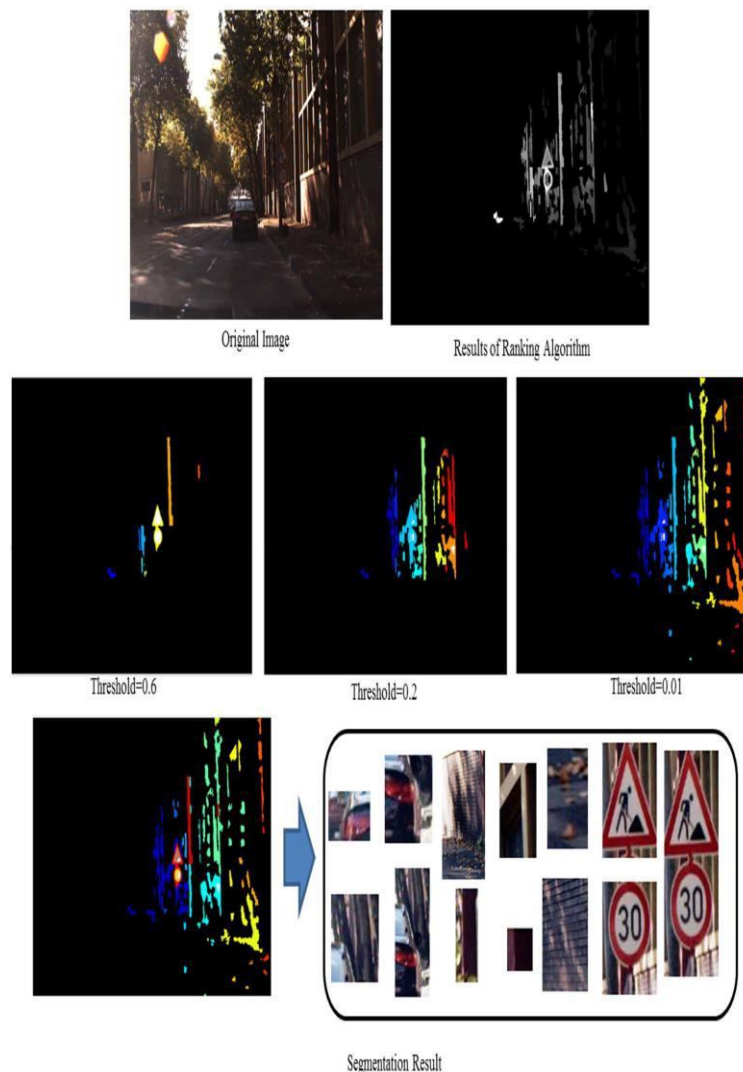 Original Image
Results of Ranking Algorithm
Threshold=0.6
Threshold=0.2
Threshold=0.01
30
30
Segmentation Result